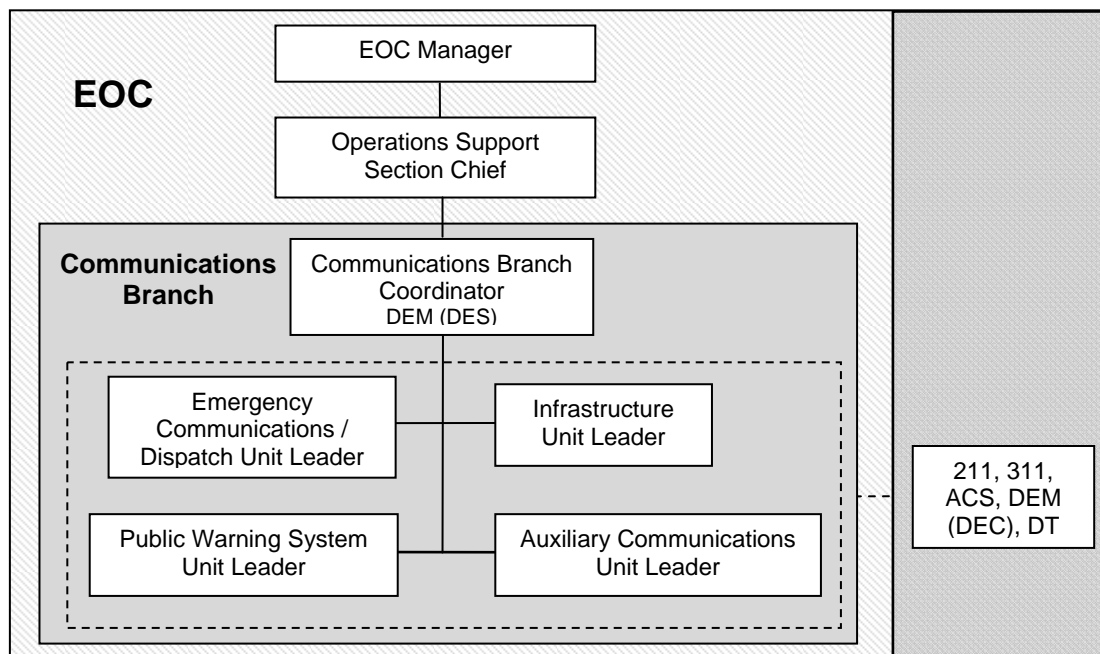 EOC Manager
EOC
Operations Support
Section Chief
Communications
Branch
Communications Branch
Coordinator
DEM (DES)
Emergency
Communications /
Dispatch Unit Leader
Infrastructure
Unit Leader
211, 311,
ACS, DEM
(DEC), DT
Public Warning System
Unit Leader
Auxiliary Communications
Unit Leader